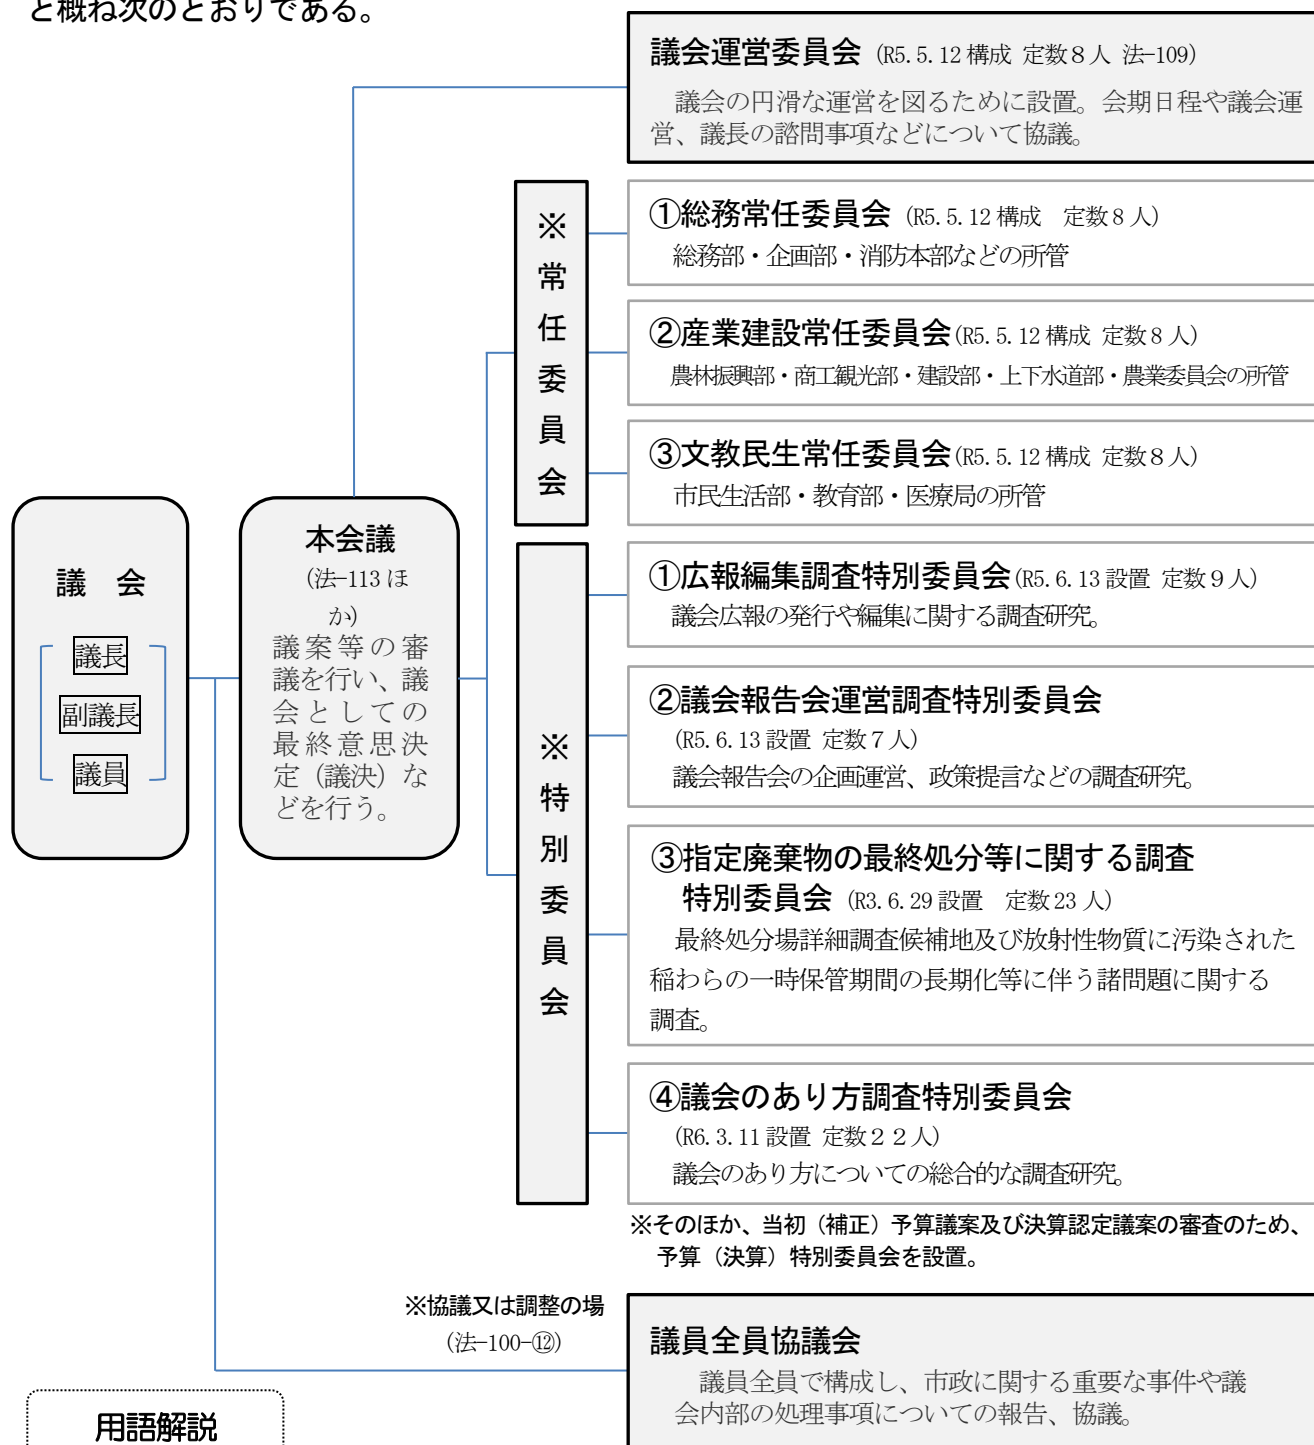 と概ね次のとおりである。
議会運営委員会 (R5.5.12 構成 定数８人 法-109)
議会の円滑な運営を図るために設置。会期日程や議会運
営、議長の諮問事項などについて協議。
※常任委員会
①総務常任委員会 (R5.5.12 構成 定数８人)
総務部・企画部・消防本部などの所管
②産業建設常任委員会(R5.5.12 構成 定数８人)
農林振興部・商工観光部・建設部・上下水道部・農業委員会の所管
③文教民生常任委員会(R5.5.12 構成 定数８人)
市民生活部・教育部・医療局の所管
議 会
議長
副議長
議員
本会議
(法-113 ほ
か)
議案等の審
議を行い、議
会としての
最終意思決
定（議決）な
どを行う。
※特別委員会
①広報編集調査特別委員会(R5.6.13 設置 定数９人)
議会広報の発行や編集に関する調査研究。
②議会報告会運営調査特別委員会
(R5.6.13 設置 定数７人)
議会報告会の企画運営、政策提言などの調査研究。
③指定廃棄物の最終処分等に関する調査
特別委員会 (R3.6.29 設置 定数 23 人)
最終処分場詳細調査候補地及び放射性物質に汚染された
稲わらの一時保管期間の長期化等に伴う諸問題に関する
調査。
④議会のあり方調査特別委員会
(R6.3.11 設置 定数２２人)
議会のあり方についての総合的な調査研究。
※そのほか、当初（補正）予算議案及び決算認定議案の審査のため、
予算（決算）特別委員会を設置。
※協議又は調整の場
(法-100-⑫)
議員全員協議会
議員全員で構成し、市政に関する重要な事件や議
会内部の処理事項についての報告、協議。
用語解説